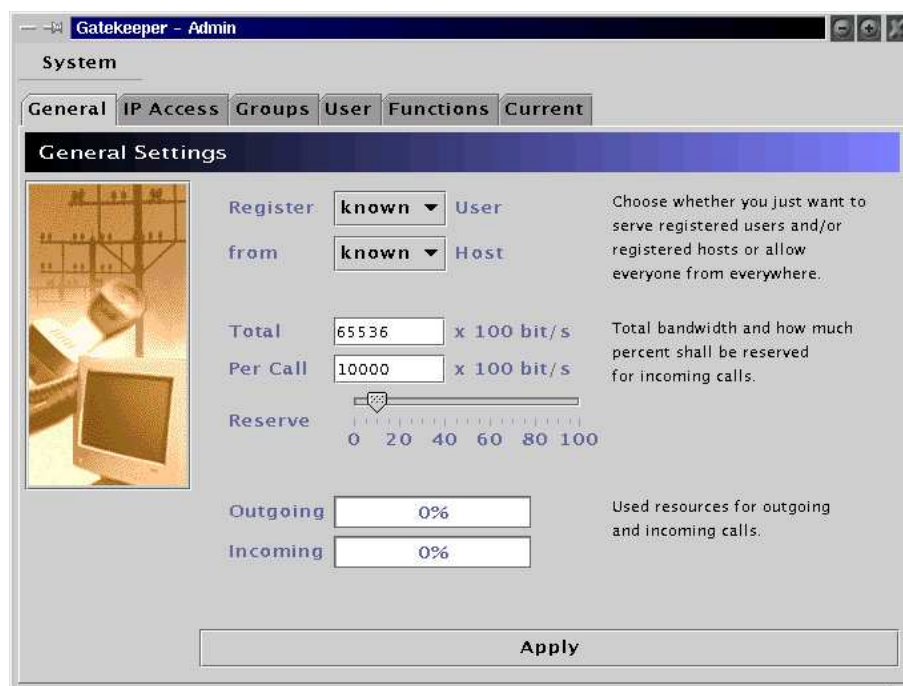 Gatekeeper - Admin
System
General IP Access Groups User Functions Current
General Settings
Register known User
from known Host
Choose whether you just want to
serve registered users and/or
registered hosts or allow
everyone from everywhere.
Total 65536 x 100 bit/s
Per Call 10000 x 100 bit/s
Reserve
0 20 40 60 80 100
Total bandwidth and how much
percent shall be reserved
for incoming calls.
Outgoing 0%
Incoming 0%
Used resources for outgoing
and incoming calls.
Apply